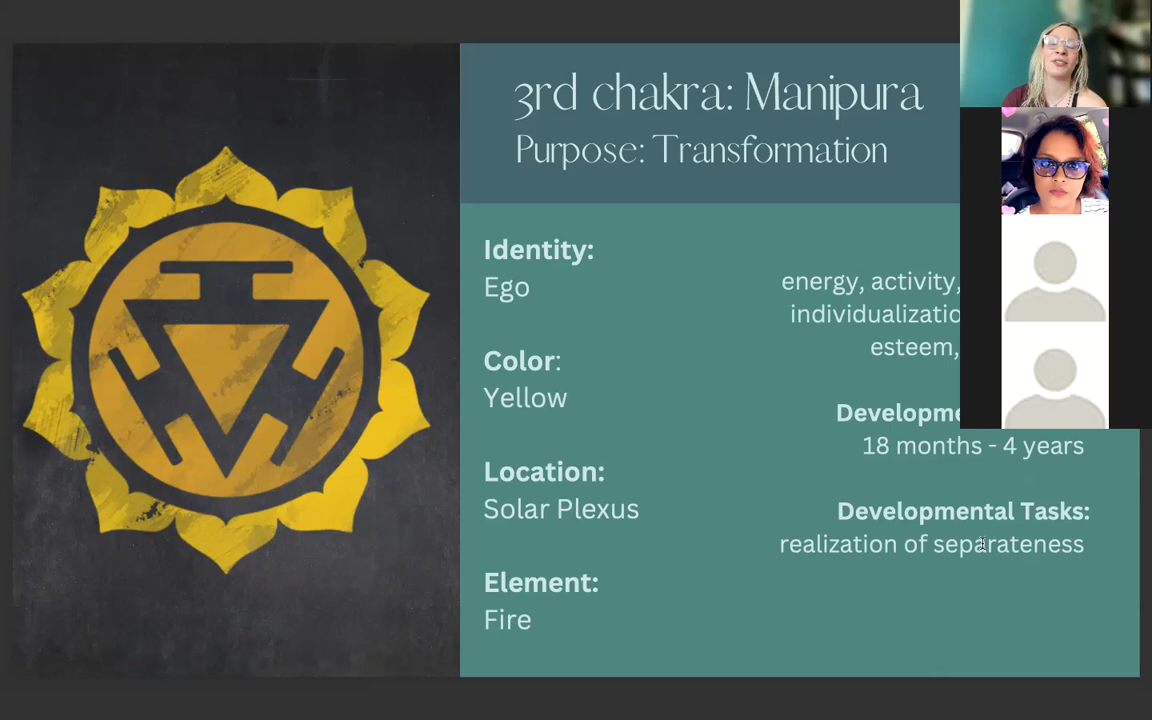 3rd chakra: Manipura
Purpose: Transformation
Identity:
Ego
Color:
Yellow
Location:
Solar Plexus
Element:
Fire
energy, activity,
individualizatio
esteem,
Developme
18 months - 4 years
Developmental Tasks:
realization of separateness